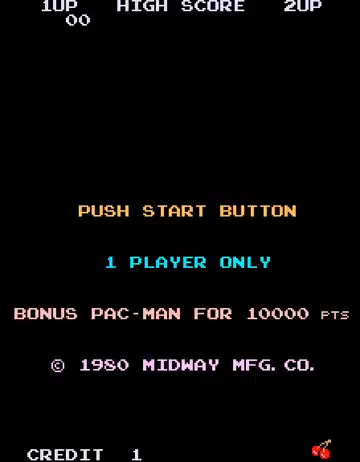 1UP HIGH SCORE 2UP
00
PUSH START BUTTON
1 PLAYER ONLY
BONUS PAC-MAN FOR 10000 PTS
© 1980 MIDWAY MFG. CO.
CREDIT 1